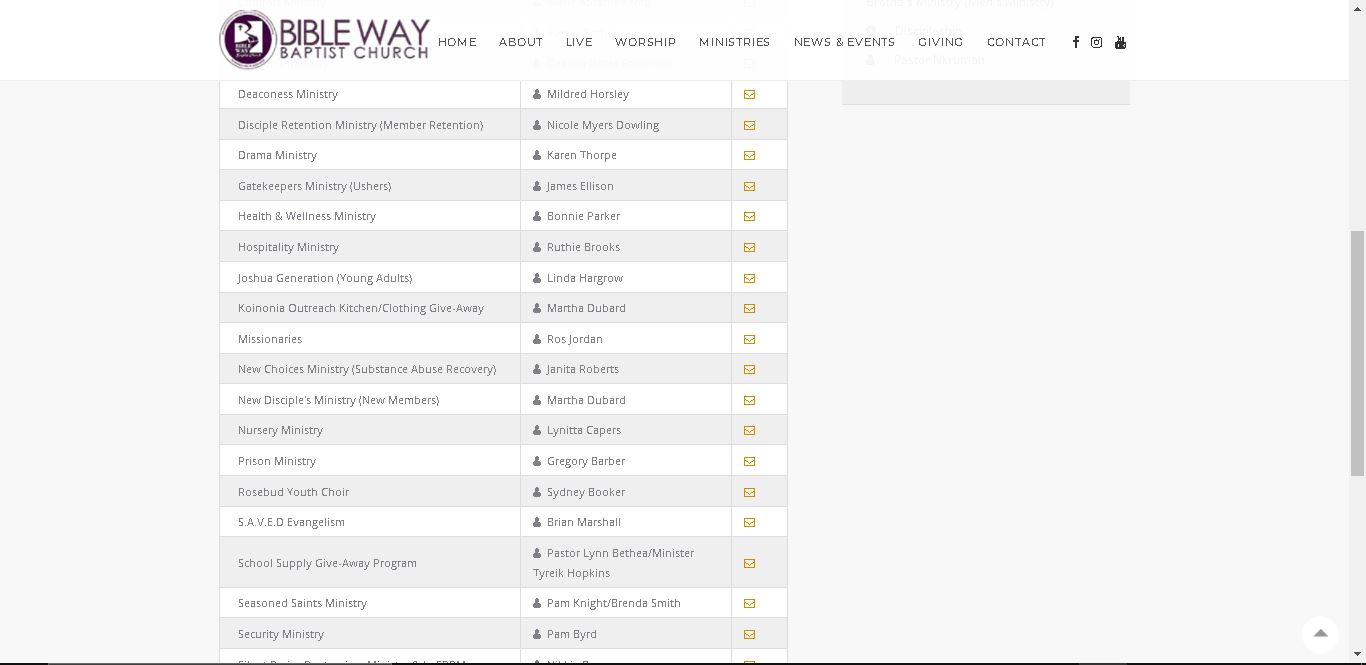 BIBLE WAY
BAPTIST CHURCH
HOME ABOUT LIVE WORSHIP MINISTRIES NEWS & EVENTS GIVING CONTACT
Brotha's Ministry (Men's Ministry)
Discipleship
Pastor Nkrumah
Deaconess Ministry Mildred Horsley
Disciple Retention Ministry (Member Retention) Nicole Myers Dowling
Drama Ministry Karen Thorpe
Gatekeepers Ministry (Ushers) James Ellison
Health & Wellness Ministry Bonnie Parker
Hospitality Ministry Ruthie Brooks
Joshua Generation (Young Adults) Linda Hargrow
Koinonia Outreach Kitchen/Clothing Give-Away Martha Dubard
Missionaries Ros Jordan
New Choices Ministry (Substance Abuse Recovery) Janita Roberts
New Disciple's Ministry (New Members) Martha Dubard
Nursery Ministry Lynitta Capers
Prison Ministry Gregory Barber
Rosebud Youth Choir Sydney Booker
S.A.V.E.D Evangelism Brian Marshall
School Supply Give-Away Program Pastor Lynn Bethea/Minister
Tyreik Hopkins
Seasoned Saints Ministry Pam Knight/Brenda Smith
Security Ministry Pam Byrd